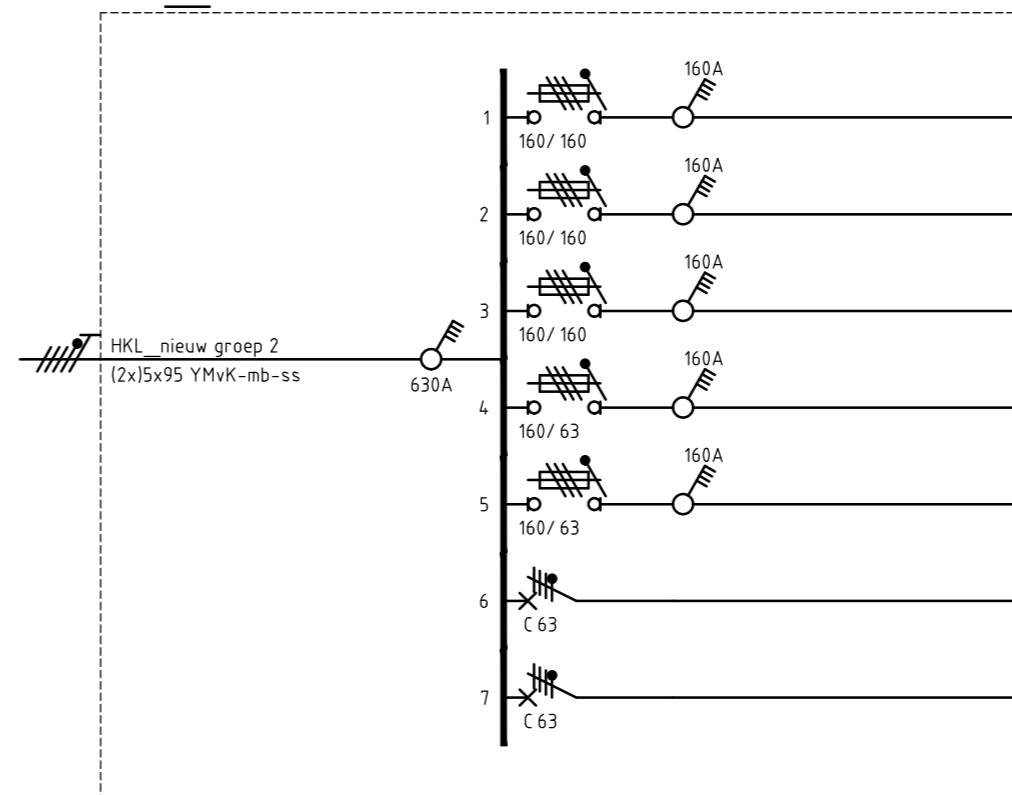 160A
1
160/ 160
160A
2
160/ 160
160A
3
160/ 160
HKL__nieuw groep 2
(2x)5x95 YMvK-mb-ss
630A
160A
4
160/ 63
160A
5
160/ 63
6
C 63
7
C 63